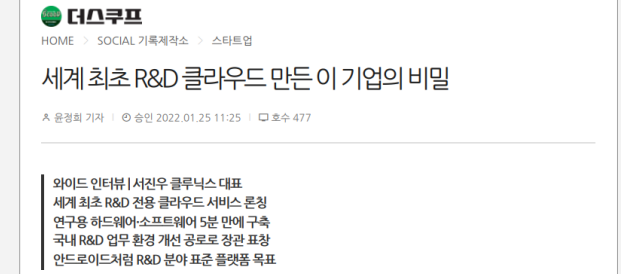 더스쿠프
HOME > SOCIAL 기록제작소 > 스타트업
세계 최초 R&D 클라우드 만든 이 기업의 비밀
윤정희 기자 | 승인 2022.01.25 11:25 | 호수 477
와이드 인터뷰 | 서진우 클루닉스 대표
세계 최초 R&D 전용 클라우드 서비스 론칭
연구용 하드웨어·소프트웨어 5분 만에 구축
국내 R&D 업무 환경 개선 공로로 장관 표창
안드로이드처럼 R&D 분야 표준 플랫폼 목표